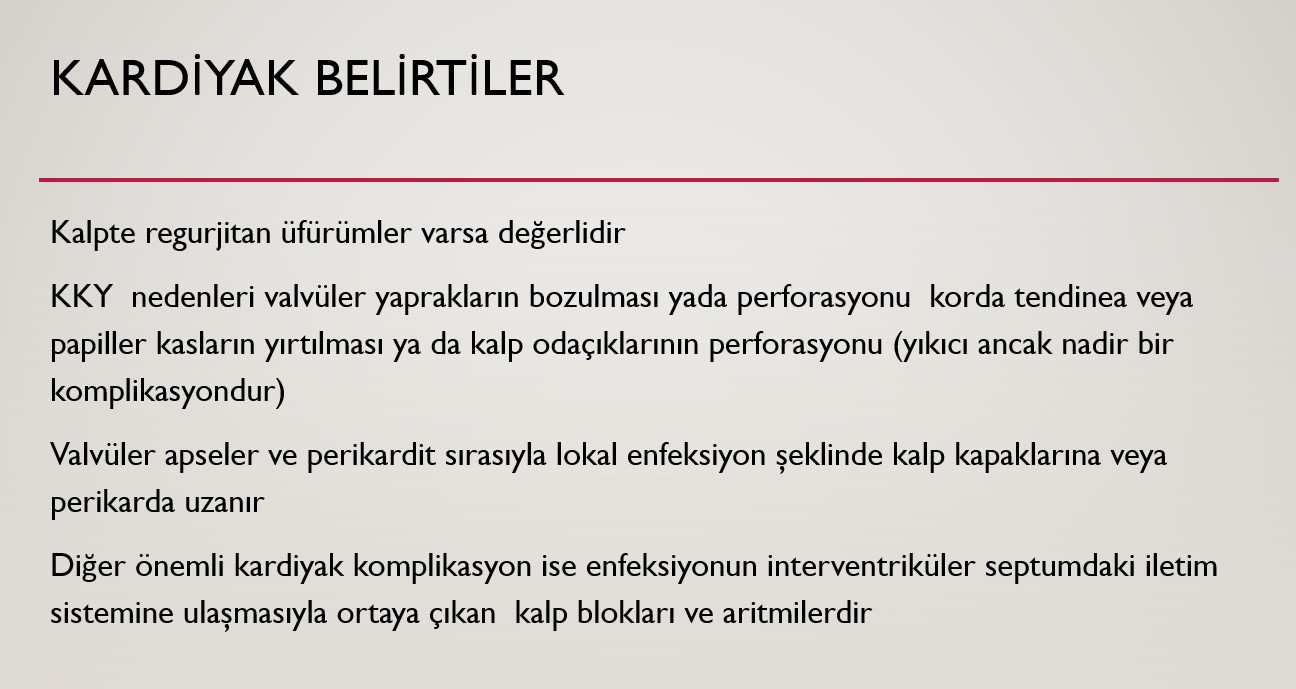 KARDİYAK BELİRTİLER
Kalpte regurjitan üfürümler varsa değerlidir
KKY  nedenleri valvüler yaprakların bozulması yada perforasyonu  korda tendinea veya
papiller kasların yırtılması ya da kalp odaçıklarının perforasyonu (yıkıcı ancak nadir bir
komplikasyondur)
Valvüler apseler ve perikardit sırasıyla lokal enfeksiyon şeklinde kalp kapaklarına veya
perikarda uzanır
Diğer önemli kardiyak komplikasyon ise enfeksiyonun interventriküler septumdaki iletim
sistemine ulaşmasıyla ortaya çıkan  kalp blokları ve aritmilerdir